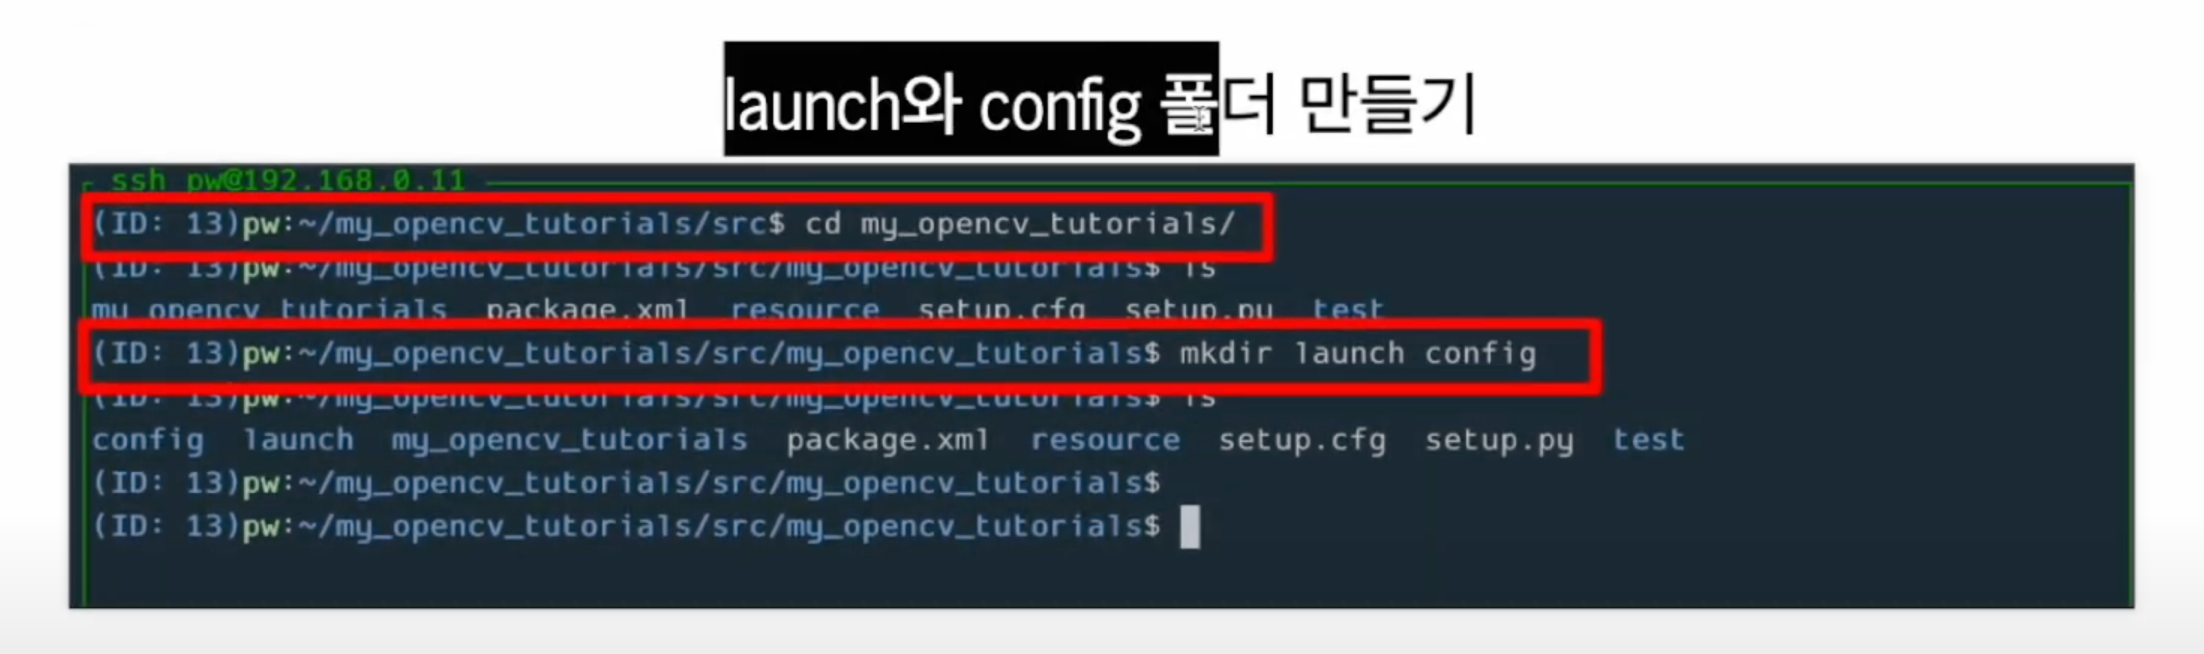 launch와 config 폴더 만들기
ssh pw@192.168.0.11
(ID: 13)pw:~/my_opencv_tutorials/src$ cd my_opencv_tutorials/
(ID: 13)pw:~/my_opencv_tutorials/src/my_opencv_tutorials$ ls
my_opencv_tutorials package.xml resource setup.cfg setup.py test
(ID: 13)pw:~/my_opencv_tutorials/src/my_opencv_tutorials$ mkdir launch config
(ID: 13)pw:~/my_opencv_tutorials/src/my_opencv_tutorials$ ls
config launch my_opencv_tutorials package.xml resource setup.cfg setup.py test
(ID: 13)pw:~/my_opencv_tutorials/src/my_opencv_tutorials$
(ID: 13)pw:~/my_opencv_tutorials/src/my_opencv_tutorials$